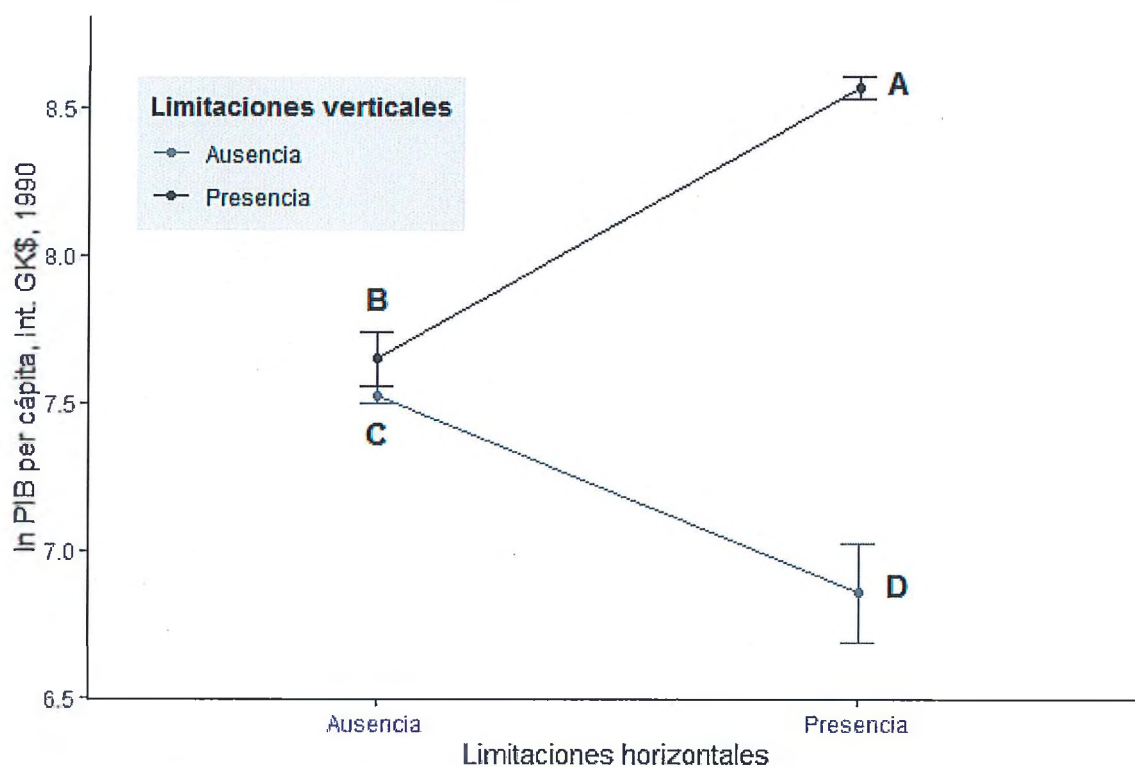 ln PIB per cápita, Int. GK$, 1990
8.5
8.0
7.5
7.0
6.5
Limitaciones verticales
Ausencia
Presencia
A
B
C
D
Ausencia
Presencia
Limitaciones horizontales